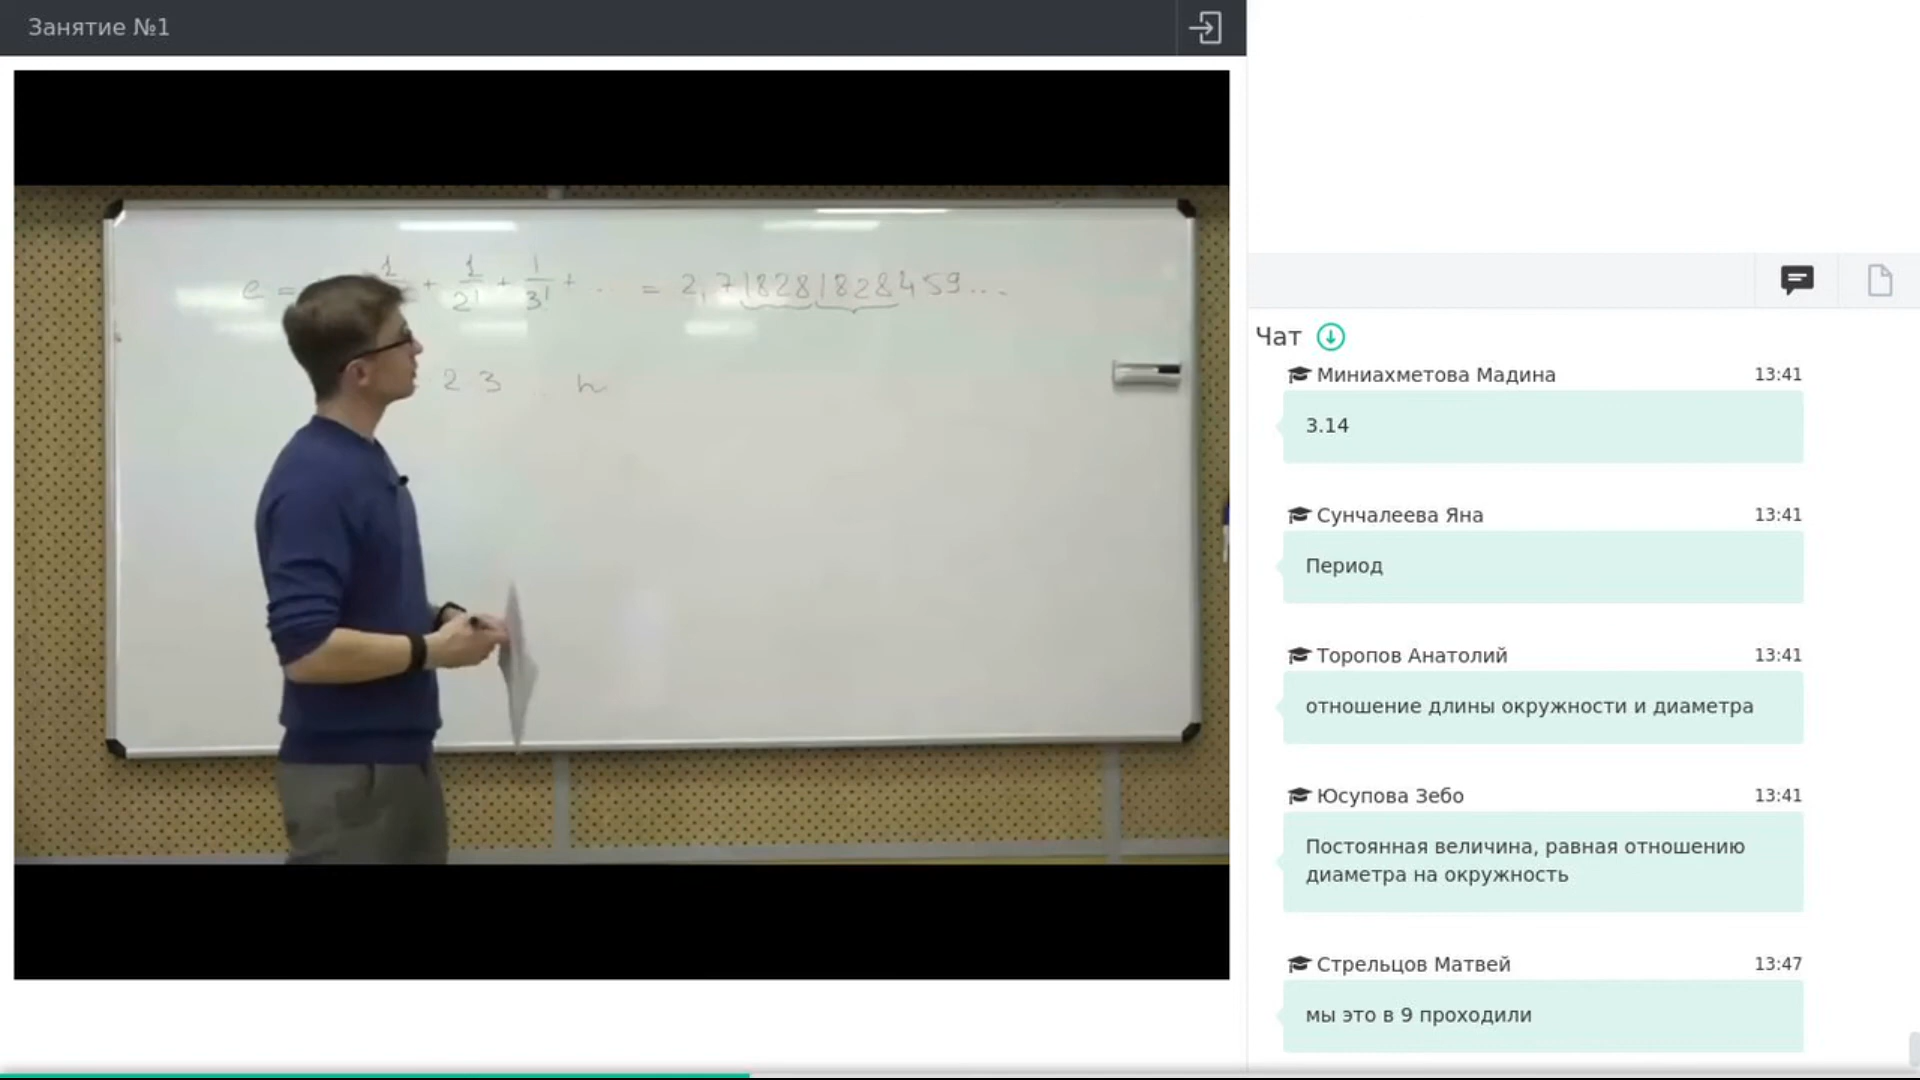 Занятие №1
e = 1 + 1/2! + 1/3! + ... = 2,718281828459...
2 3 ... n
Чат
Миниахметова Мадина 13:41
3.14
Сунчалеева Яна 13:41
Период
Торопов Анатолий 13:41
отношение длины окружности и диаметра
Юсупова Зебо 13:41
Постоянная величина, равная отношению
диаметра на окружность
Стрельцов Матвей 13:47
мы это в 9 проходили